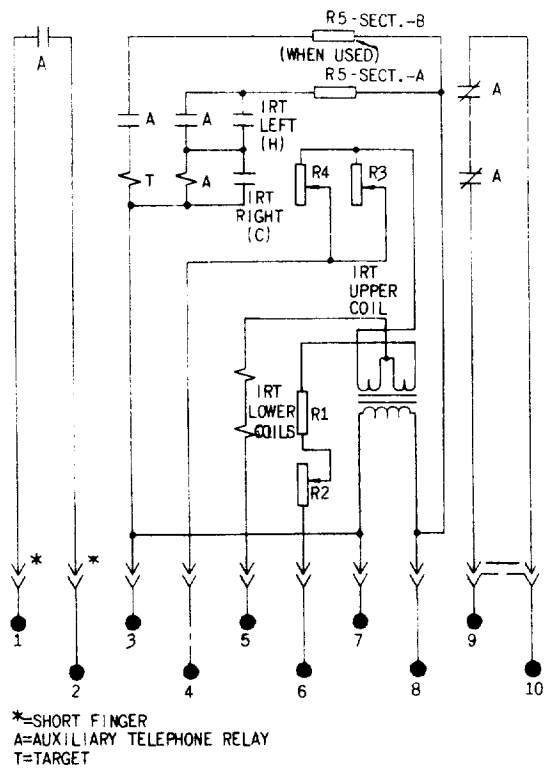 R5-SECT.-B
(WHEN USED)
R5-SECT.-A
A
A
A
IRT
LEFT
(H)
A
T
A
IRT
RIGHT
(C)
R4
R3
A
IRT
UPPER
COIL
IRT
LOWER
COILS
R1
R2
*
*
1
2
3
4
5
6
7
8
9
10
*=SHORT FINGER
A=AUXILIARY TELEPHONE RELAY
T=TARGET